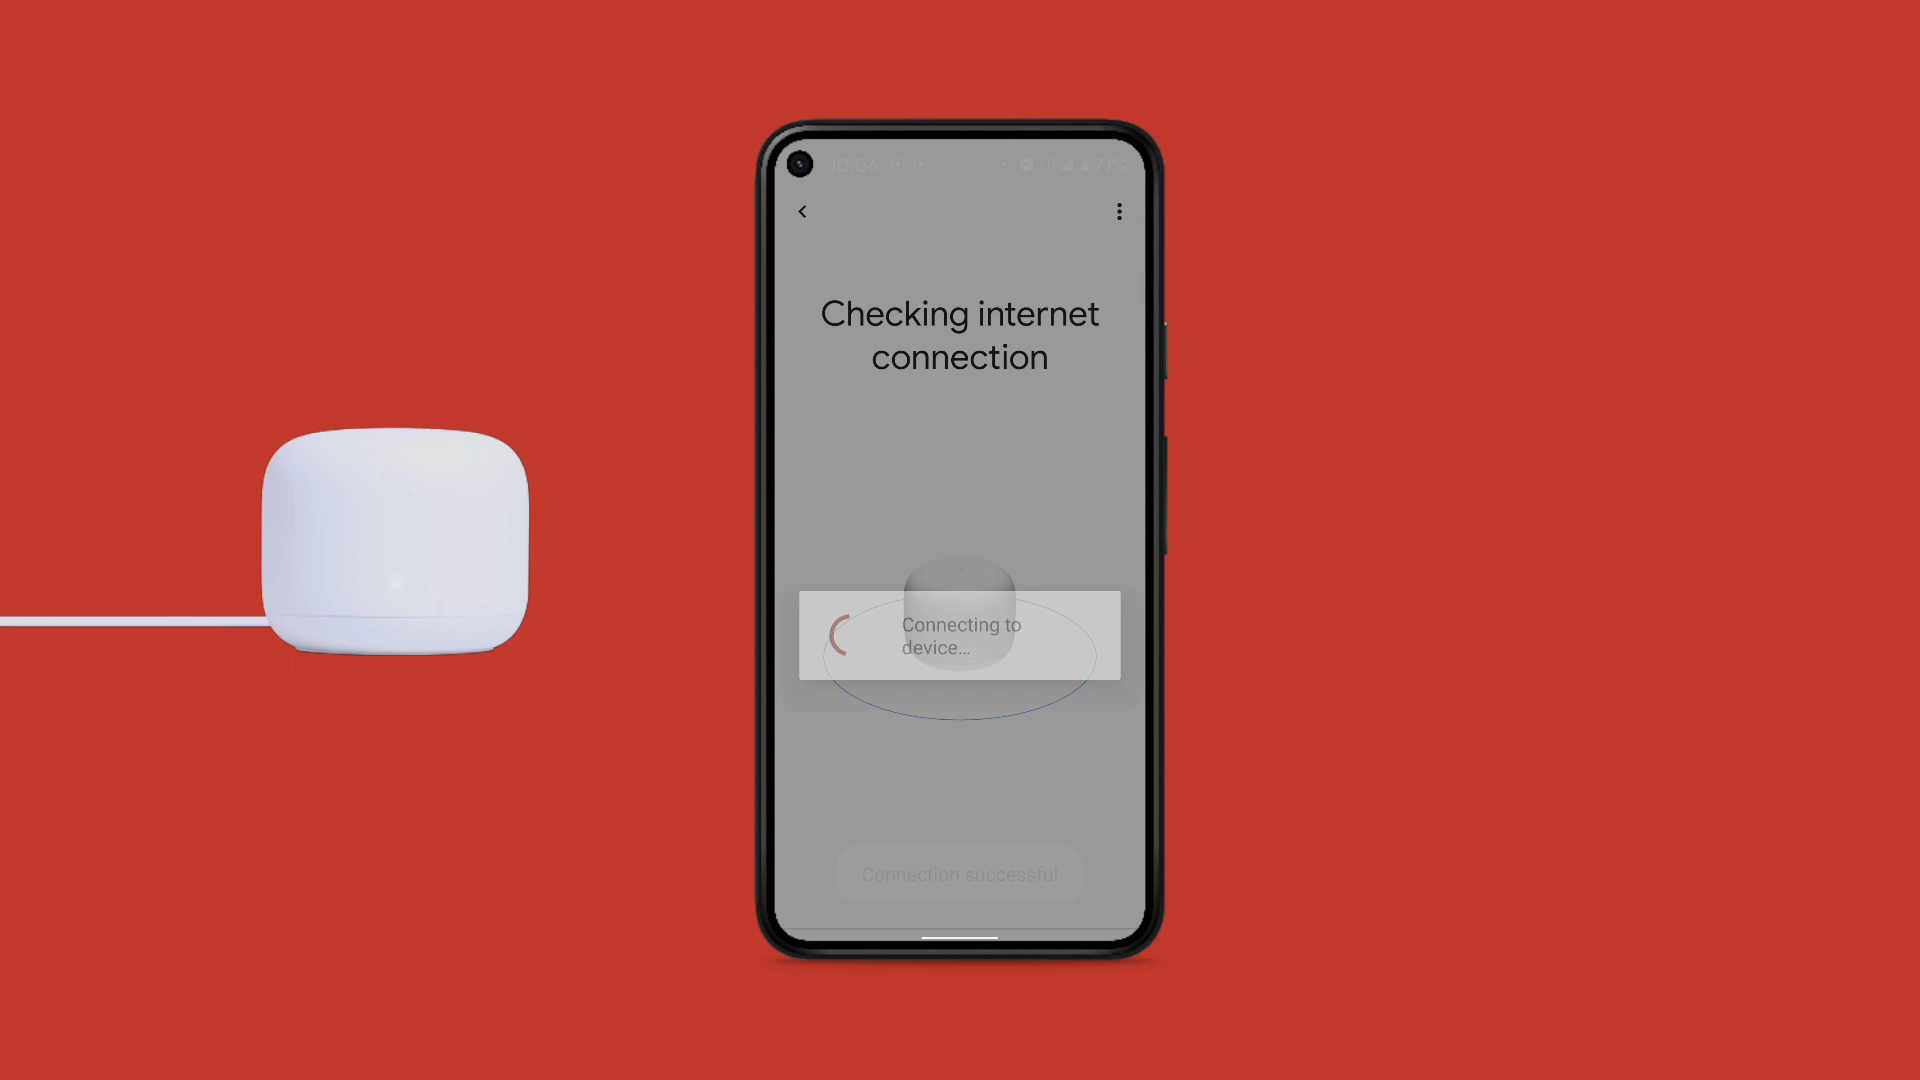 10:06 71%
Checking internet
connection
Connecting to
device...
Connection successful